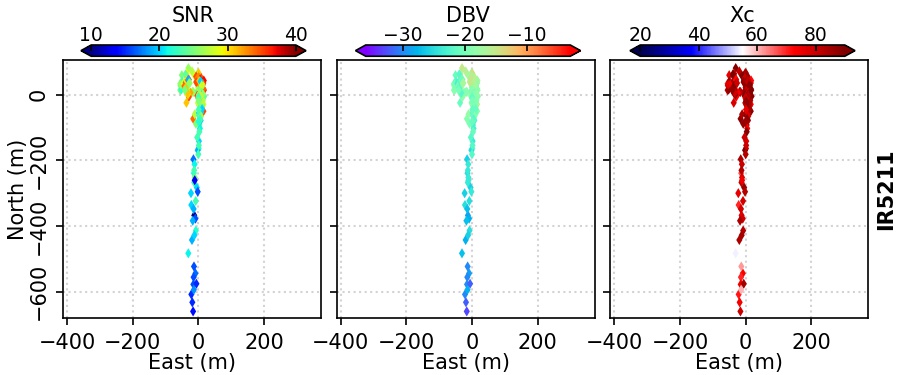 SNR DBV Xc
10 20 30 40 −30 −20 −10 20 40 60 80
North (m)
0
−200
−400
−600
−400 −200 0 200 −400 −200 0 200 −400 −200 0 200
East (m) East (m) East (m)
IR5211